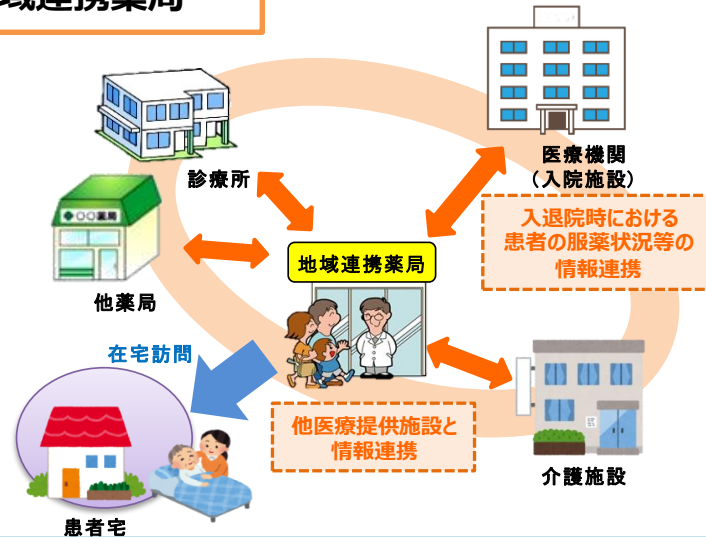 域連携薬局
診療所
医療機関
（入院施設）
入退院時における
患者の服薬状況等の
情報連携
○○薬局
他薬局
地域連携薬局
在宅訪問
他医療提供施設と
情報連携
介護施設
患者宅